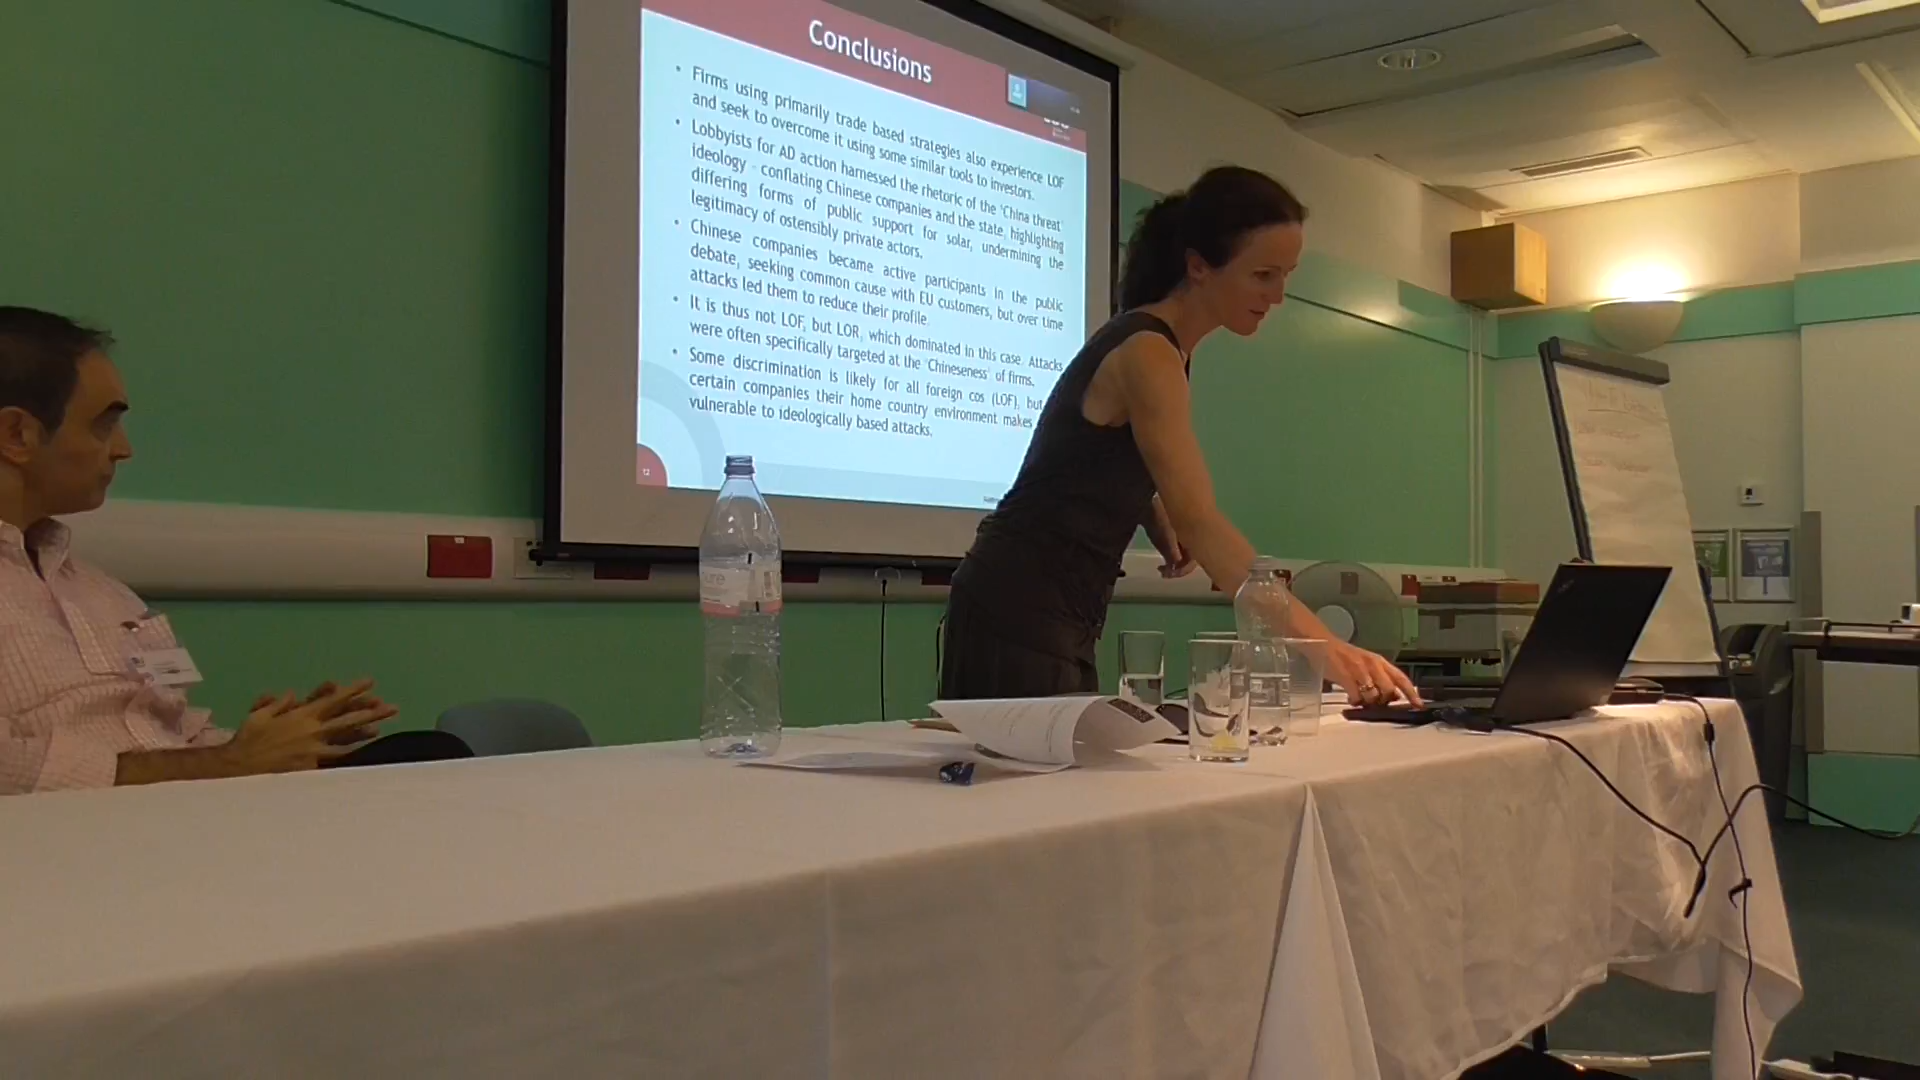 Conclusions
• Firms using primarily trade based strategies also experience LOF
and seek to overcome it using some similar tools to investors.
• Lobbyists for AD action harnessed the rhetoric of the 'China threat'
ideology - conflating Chinese companies and the state, highlighting
differing forms of public support for solar, undermining the
legitimacy of ostensibly private actors.
• Chinese companies became active participants in the public
debate, seeking common cause with EU customers, but over time
attacks led them to reduce their profile.
• It is thus not LOF, but LOR, which dominated in this case. Attacks
were often specifically targeted at the 'Chineseness' of firms.
• Some discrimination is likely for all foreign cos (LOF), but
certain companies their home country environment makes
vulnerable to ideologically based attacks.
12